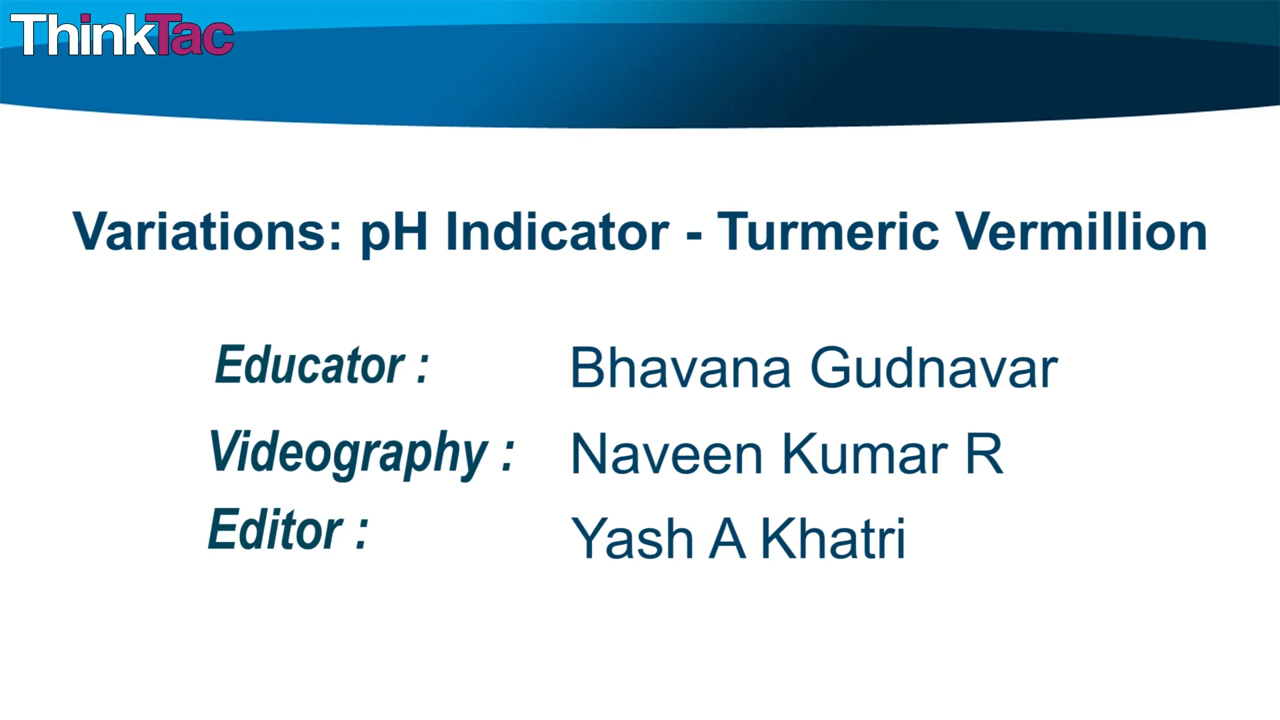 ThinkTac
Variations: pH Indicator - Turmeric Vermillion
Educator : Bhavana Gudnavar
Videography : Naveen Kumar R
Editor : Yash A Khatri